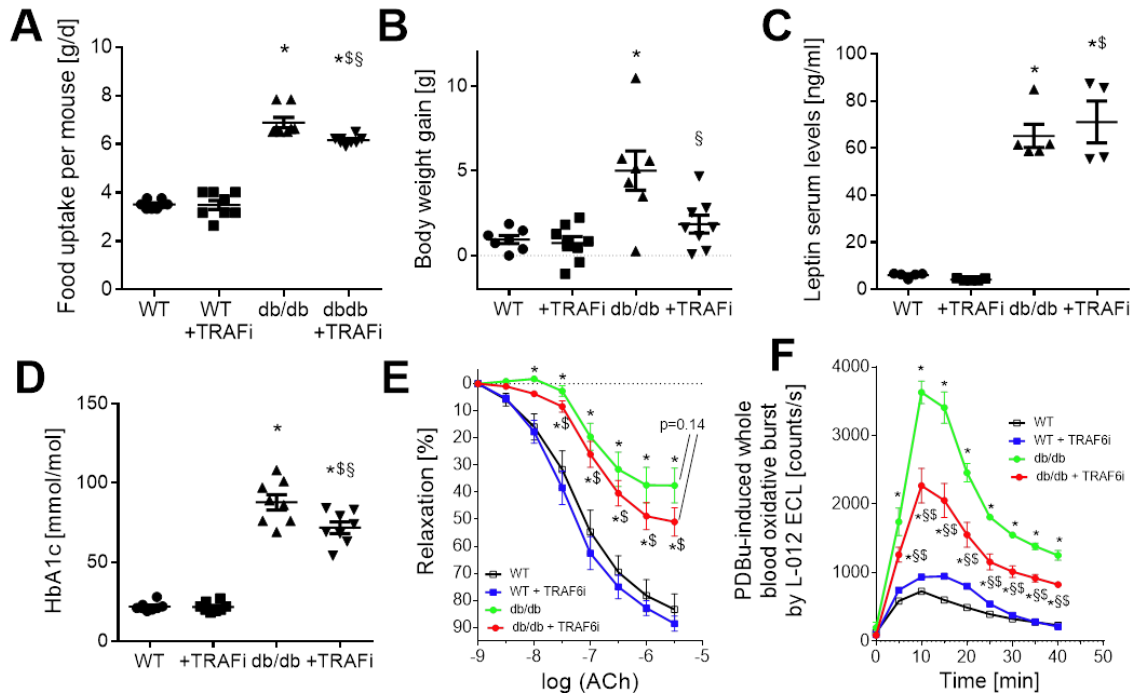 A
Food uptake per mouse [g/d]
10
8
6
4
2
0
*
*$§
WT
WT
+TRAFi
db/db
dbdb
+TRAFi
B
Body weight gain [g]
10
5
0
*
§
WT
+TRAFi
db/db
+TRAFi
C
Leptin serum levels [ng/ml]
100
80
60
40
20
0
*
*$
WT
+TRAFi
db/db
+TRAFi
D
HbA1c [mmol/mol]
150
100
50
0
*
*$§
WT
+TRAFi
db/db
+TRAFi
E
Relaxation [%]
0
10
20
30
40
50
60
70
80
90
* * * * * *
*$ *$ *$ *$ *$
p=0.14
WT
WT + TRAF6i
db/db
db/db + TRAF6i
-9 -8 -7 -6 -5
log (ACh)
F
PDBu-induced whole
blood oxidative burst
by L-012 ECL [counts/s]
4000
3000
2000
1000
0
* * * * * * * *
*§$ *§$ *§$ *§$ *§$ *§$ *§$ *§$
WT
WT + TRAF6i
db/db
db/db + TRAF6i
0 10 20 30 40 50
Time [min]